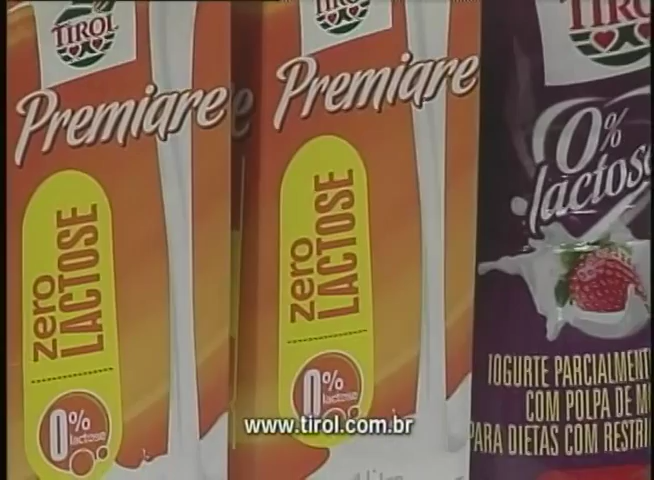 TIROL
Premiare
zero
LACTOSE
0%
lactose
TIROL
Premiare
zero
LACTOSE
0%
lactose
TIROL
0%
lactose
IOGURTE PARCIALMENT
COM POLPA DE M
PARA DIETAS COM RESTRI
www.tirol.com.br